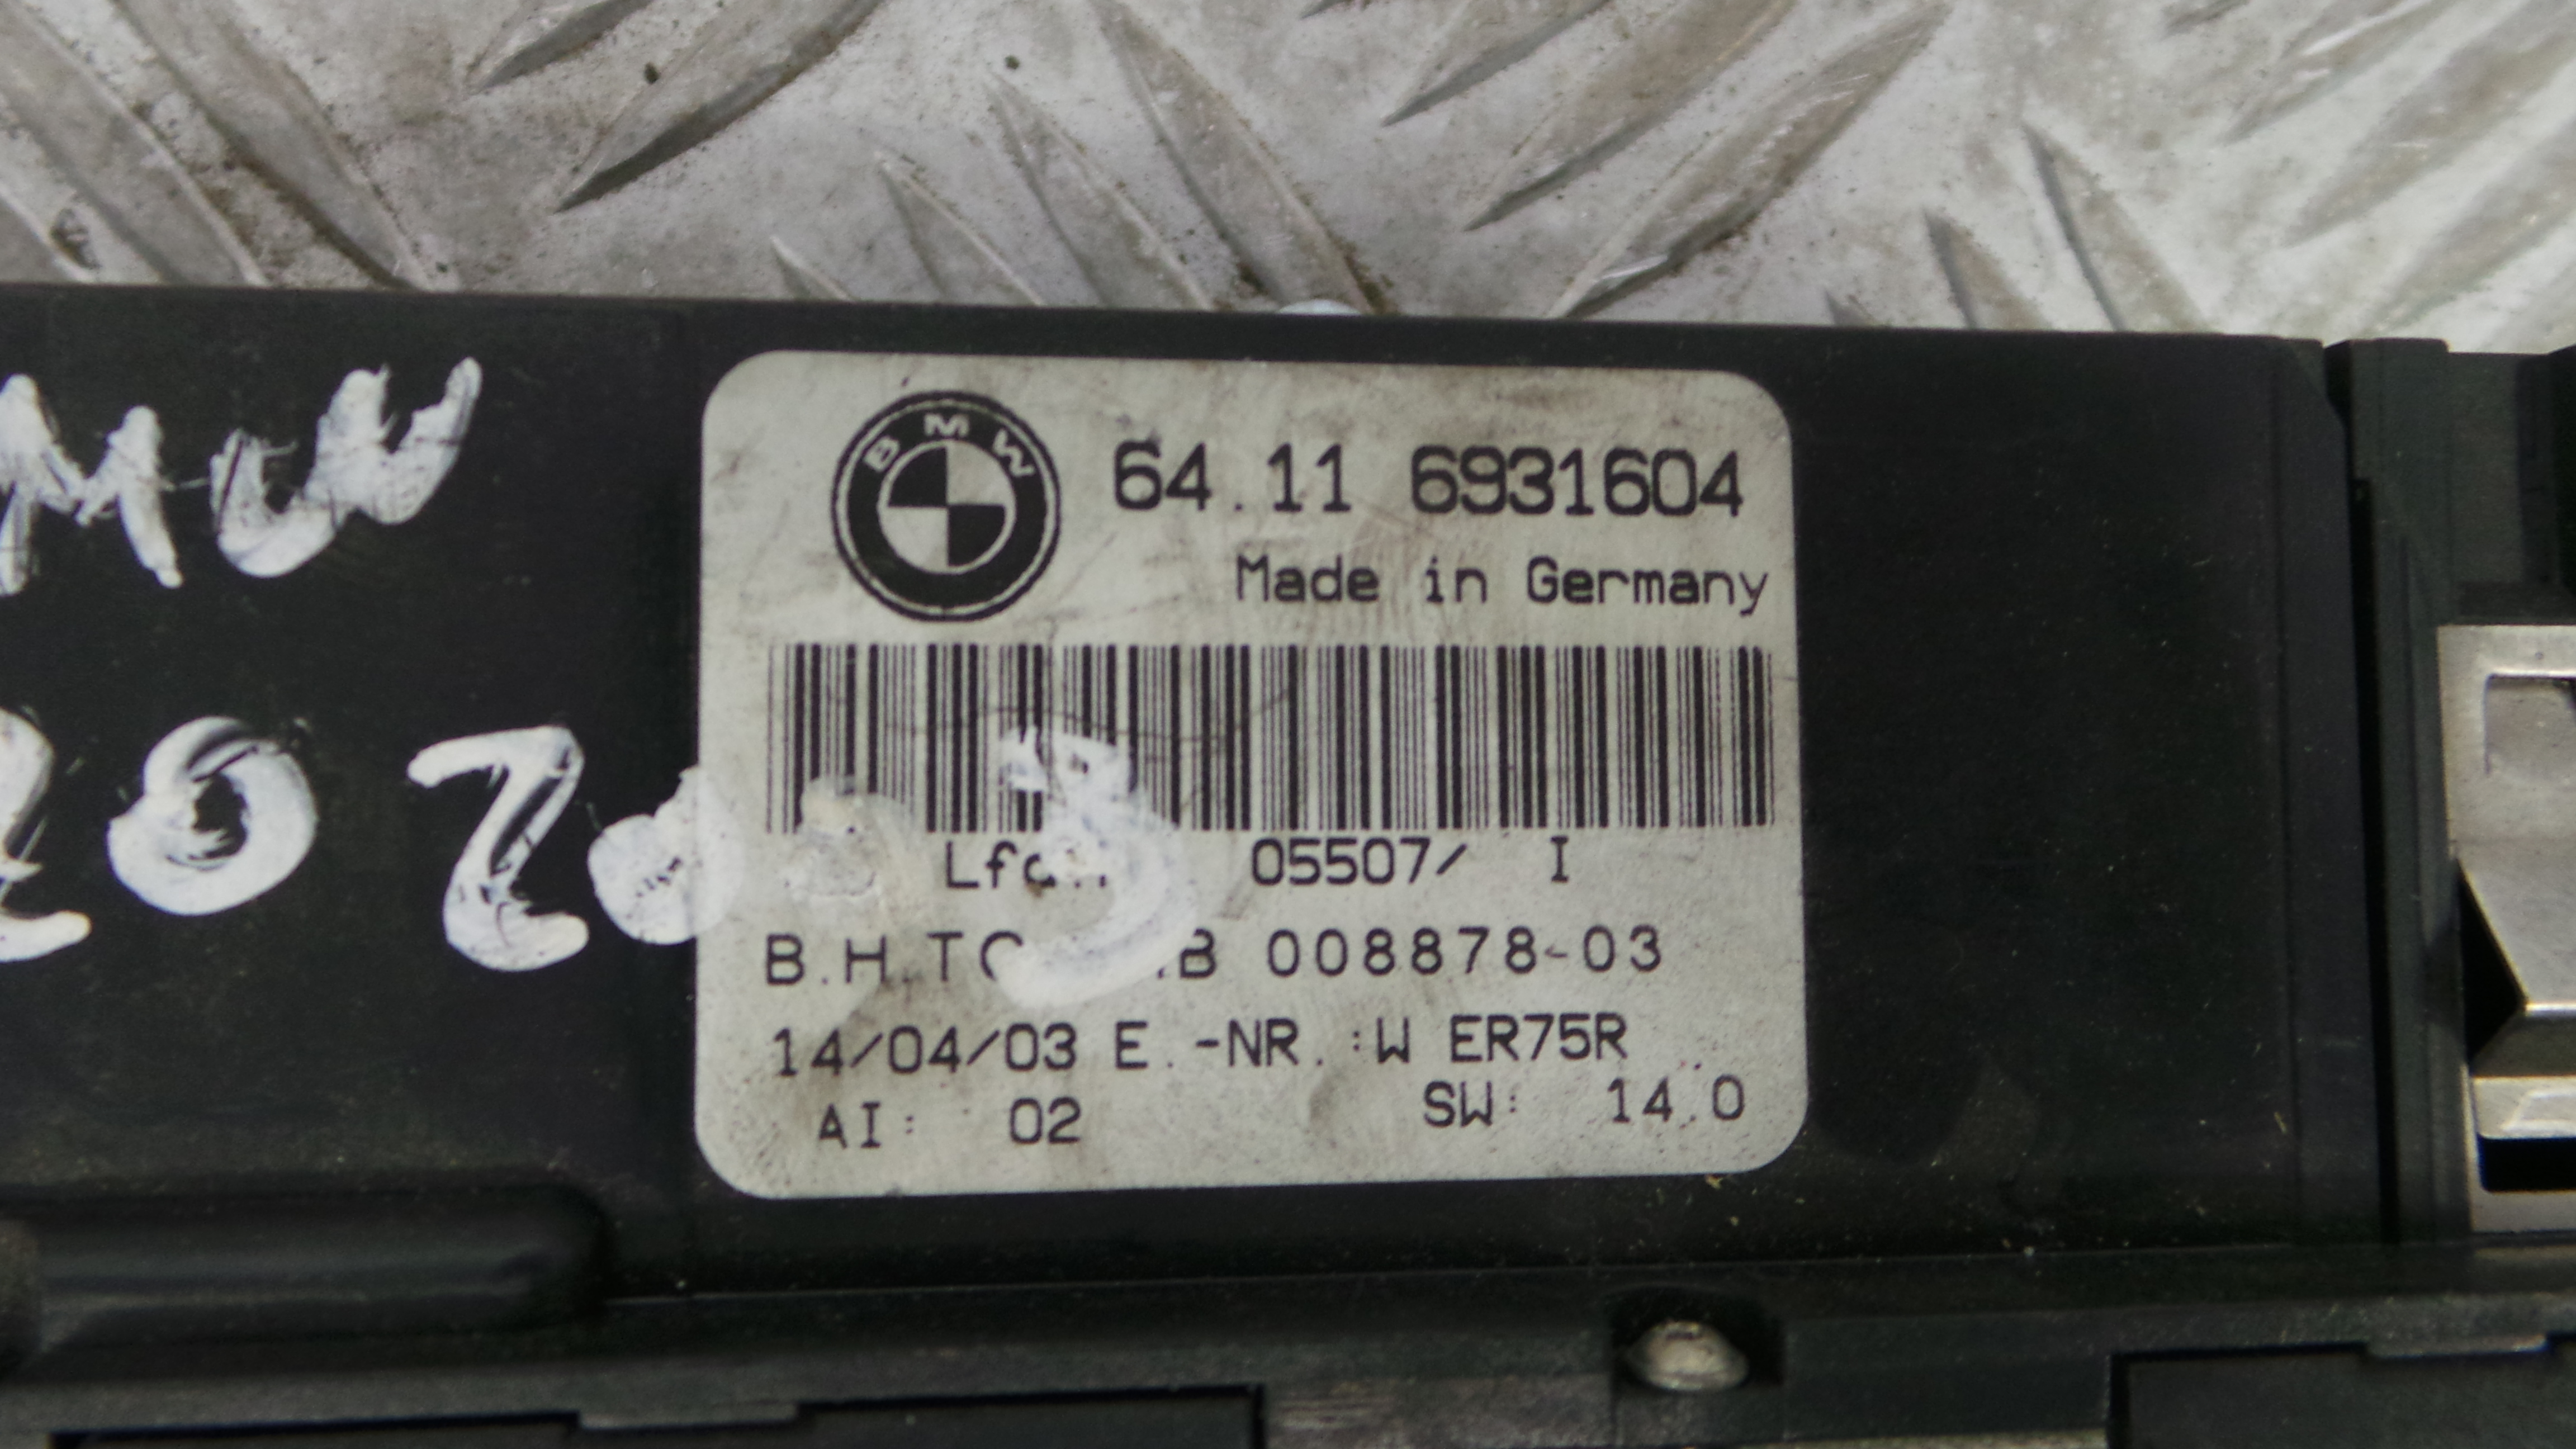 BMW
64.11 6931604
Made in Germany
05507/ I
B.H.TC .B 008878-03
14/04/03 E.-NR.:W ER75R
AI: 02 SW: 14.0